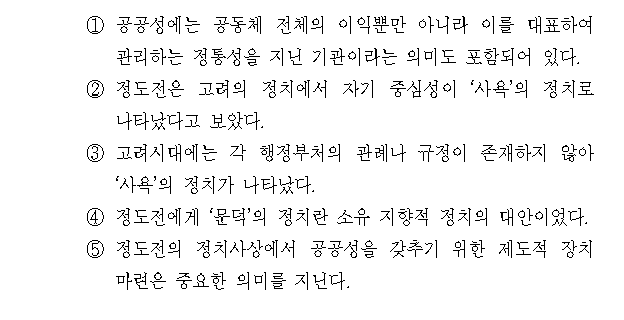 ① 공공성에는 공동체 전체의 이익뿐만 아니라 이를 대표하여
관리하는 정통성을 지닌 기관이라는 의미도 포함되어 있다.
② 정도전은 고려의 정치에서 자기 중심성이 ‘사욕’의 정치로
나타났다고 보았다.
③ 고려시대에는 각 행정부처의 관례나 규정이 존재하지 않아
‘사욕’의 정치가 나타났다.
④ 정도전에게 ‘문덕’의 정치란 소유 지향적 정치의 대안이었다.
⑤ 정도전의 정치사상에서 공공성을 갖추기 위한 제도적 장치
마련은 중요한 의미를 지닌다.